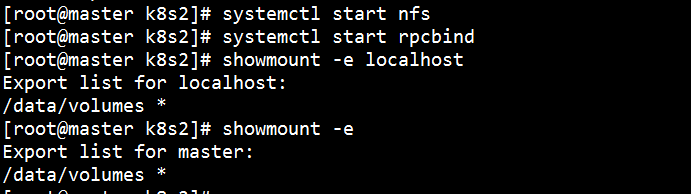 [root@master k8s2]# systemctl start nfs
[root@master k8s2]# systemctl start rpcbind
[root@master k8s2]# showmount -e localhost
Export list for localhost:
/data/volumes *
[root@master k8s2]# showmount -e
Export list for master:
/data/volumes *